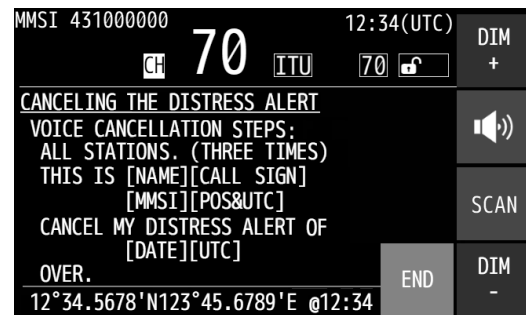 MMSI 431000000 12:34(UTC)
CH 70 ITU 70
CANCELING THE DISTRESS ALERT
VOICE CANCELLATION STEPS:
ALL STATIONS. (THREE TIMES)
THIS IS [NAME][CALL SIGN]
[MMSI][POS&UTC]
CANCEL MY DISTRESS ALERT OF
[DATE][UTC]
OVER.
12°34.5678'N123°45.6789'E @12:34
END
DIM
+
SCAN
DIM
-